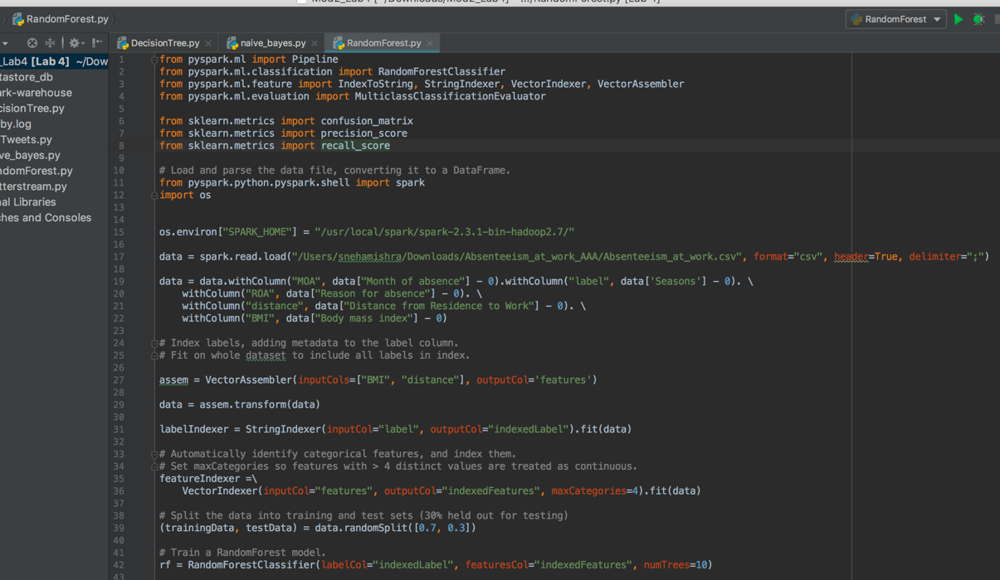 Mod2_Lab4 [~/Downloads/Mod2_Lab4] - .../RandomForest.py [Lab 4]
RandomForest.py
RandomForest
DecisionTree.py
naive_bayes.py
RandomForest.py
_Lab4 [Lab 4] ~/Dow
tastore_db
ark-warehouse
cisionTree.py
by.log
Tweets.py
ve_bayes.py
ndomForest.py
tterstream.py
nal Libraries
ches and Consoles
1 from pyspark.ml import Pipeline
2 from pyspark.ml.classification import RandomForestClassifier
3 from pyspark.ml.feature import IndexToString, StringIndexer, VectorIndexer, VectorAssembler
4 from pyspark.ml.evaluation import MulticlassClassificationEvaluator
5
6 from sklearn.metrics import confusion_matrix
7 from sklearn.metrics import precision_score
8 from sklearn.metrics import recall_score
9
10 # Load and parse the data file, converting it to a DataFrame.
11 from pyspark.python.pyspark.shell import spark
12 import os
13
14
15 os.environ["SPARK_HOME"] = "/usr/local/spark/spark-2.3.1-bin-hadoop2.7/"
16
17 data = spark.read.load("/Users/snehamishra/Downloads/Absenteeism_at_work_AAA/Absenteeism_at_work.csv", format="csv", header=True, delimiter=";")
18
19 data = data.withColumn("MOA", data["Month of absence"] - 0).withColumn("label", data['Seasons'] - 0). \
20 withColumn("ROA", data["Reason for absence"] - 0). \
21 withColumn("distance", data["Distance from Residence to Work"] - 0). \
22 withColumn("BMI", data["Body mass index"] - 0)
23
24 # Index labels, adding metadata to the label column.
25 # Fit on whole dataset to include all labels in index.
26
27 assem = VectorAssembler(inputCols=["BMI", "distance"], outputCol='features')
28
29 data = assem.transform(data)
30
31 labelIndexer = StringIndexer(inputCol="label", outputCol="indexedLabel").fit(data)
32
33 # Automatically identify categorical features, and index them.
34 # Set maxCategories so features with > 4 distinct values are treated as continuous.
35 featureIndexer =\
36 VectorIndexer(inputCol="features", outputCol="indexedFeatures", maxCategories=4).fit(data)
37
38 # Split the data into training and test sets (30% held out for testing)
39 (trainingData, testData) = data.randomSplit([0.7, 0.3])
40
41 # Train a RandomForest model.
42 rf = RandomForestClassifier(labelCol="indexedLabel", featuresCol="indexedFeatures", numTrees=10)
43